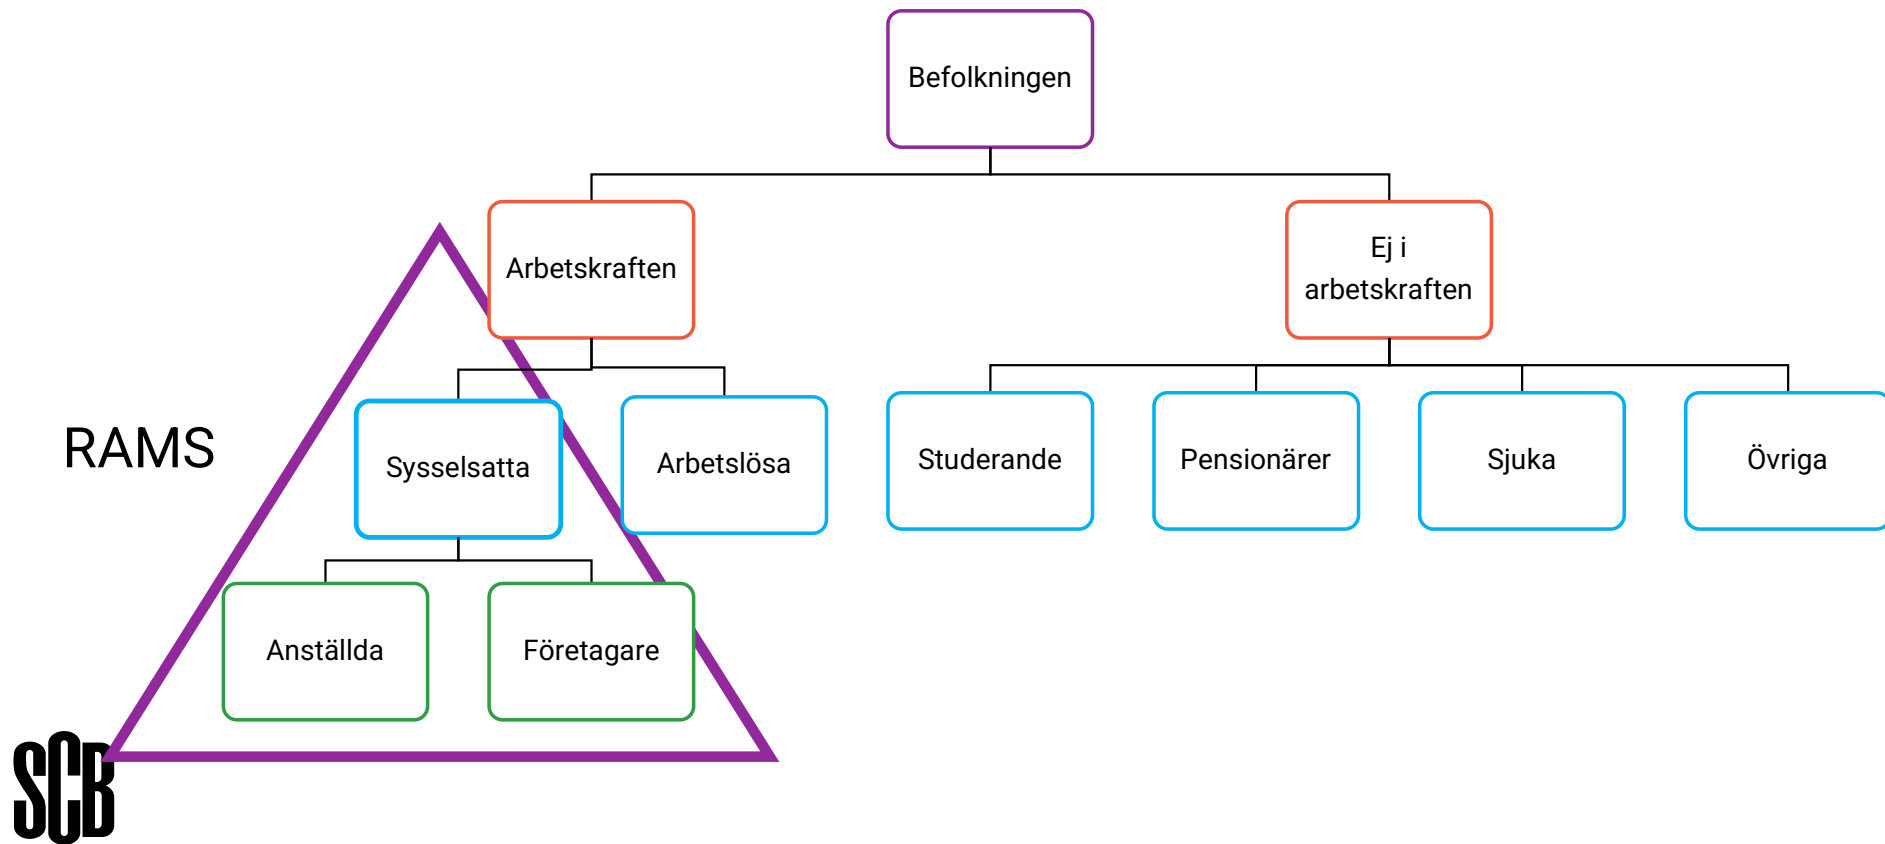 Befolkningen
Arbetskraften
Ej i
arbetskraften
RAMS
Sysselsatta
Arbetslösa
Studerande
Pensionärer
Sjuka
Övriga
Anställda
Företagare
SCB